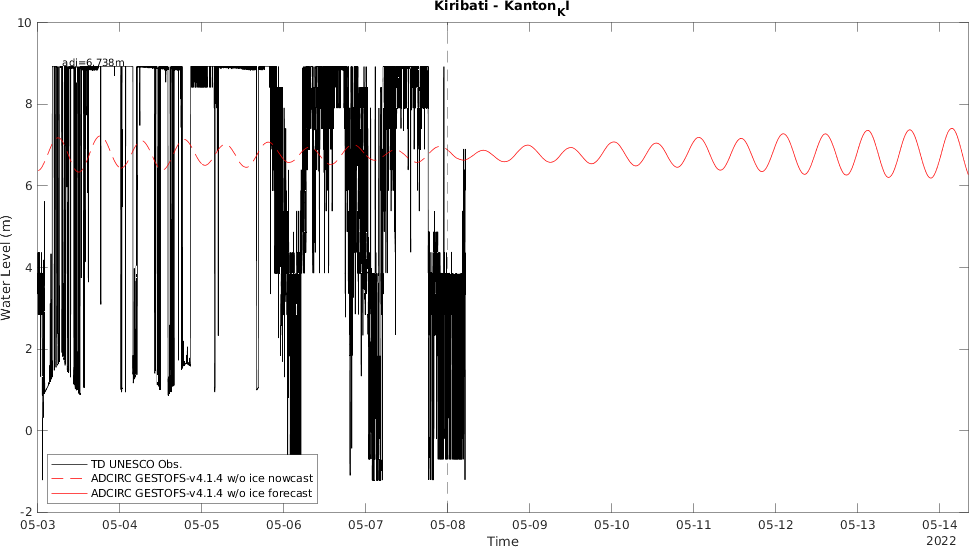 Kiribati - KantonKI
10
8
6
4
2
0
-2
Water Level (m)
adj=6.738m
TD UNESCO Obs.
ADCIRC GESTOFS-v4.1.4 w/o ice nowcast
ADCIRC GESTOFS-v4.1.4 w/o ice forecast
05-03 05-04 05-05 05-06 05-07 05-08 05-09 05-10 05-11 05-12 05-13 05-14
Time
2022